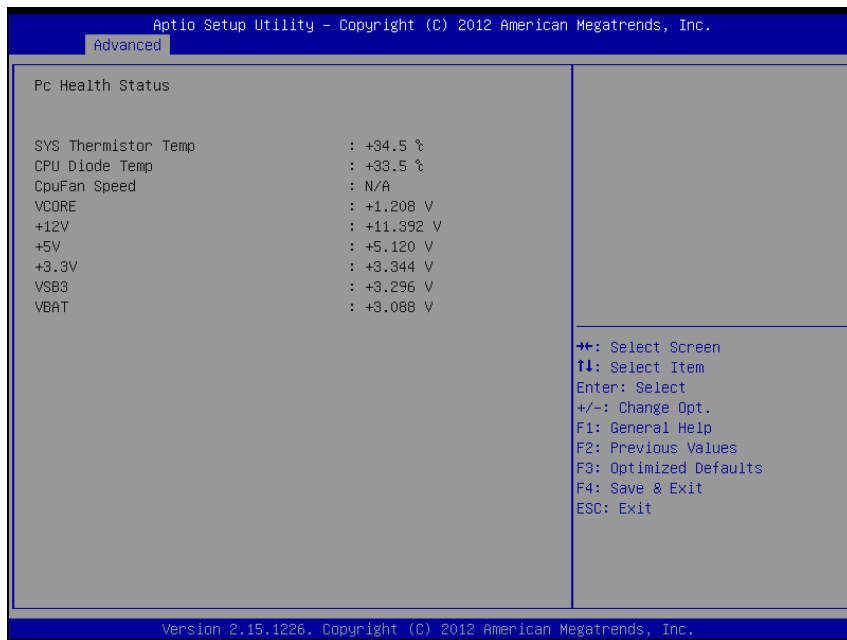 Aptio Setup Utility – Copyright (C) 2012 American Megatrends, Inc.
Advanced
Pc Health Status
SYS Thermistor Temp : +34.5 ℃
CPU Diode Temp : +33.5 ℃
CpuFan Speed : N/A
VCORE : +1.208 V
+12V : +11.392 V
+5V : +5.120 V
+3.3V : +3.344 V
VSB3 : +3.296 V
VBAT : +3.088 V
→←: Select Screen
↑↓: Select Item
Enter: Select
+/-: Change Opt.
F1: General Help
F2: Previous Values
F3: Optimized Defaults
F4: Save & Exit
ESC: Exit
Version 2.15.1226. Copyright (C) 2012 American Megatrends, Inc.